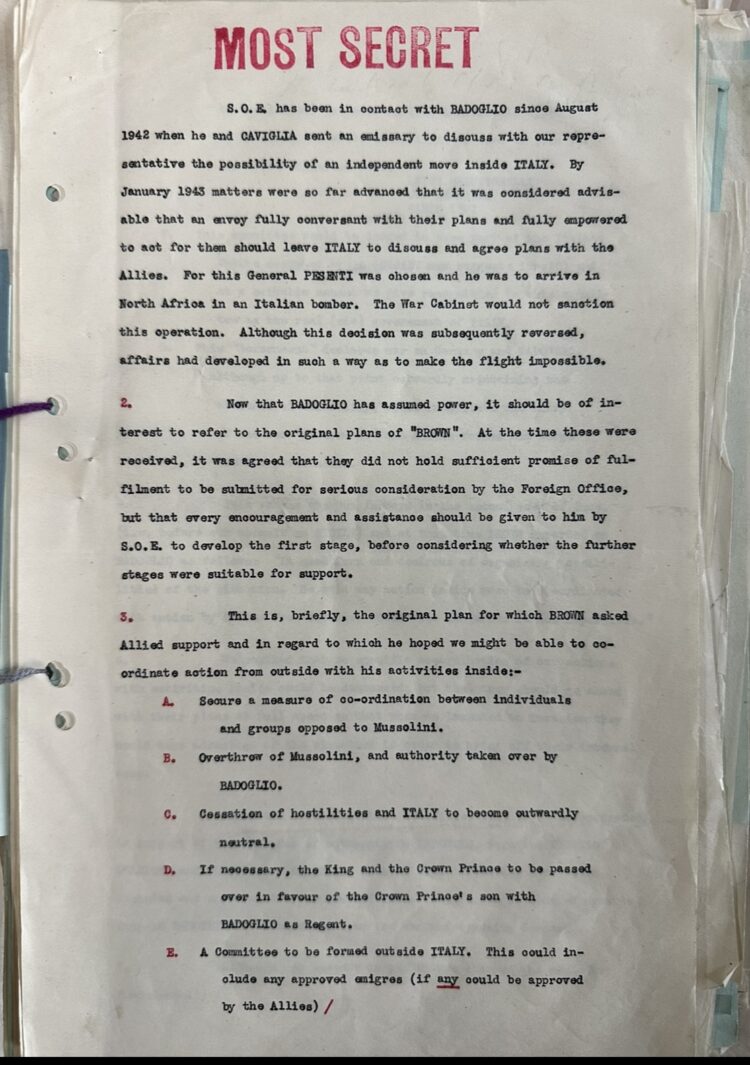 MOST SECRET
S.O.E. has been in contact with BADOGLIO since August
1942 when he and CAVIGLIA sent an emissary to discuss with our repre-
sentative the possibility of an independent move inside ITALY. By
January 1943 matters were so far advanced that it was considered advis-
able that an envoy fully conversant with their plans and fully empowered
to act for them should leave ITALY to discuss and agree plans with the
Allies. For this General PESENTI was chosen and he was to arrive in
North Africa in an Italian bomber. The War Cabinet would not sanction
this operation. Although this decision was subsequently reversed,
affairs had developed in such a way as to make the flight impossible.
2. Now that BADOGLIO has assumed power, it should be of in-
terest to refer to the original plans of "BROWN". At the time these were
received, it was agreed that they did not hold sufficient promise of ful-
filment to be submitted for serious consideration by the Foreign Office,
but that every encouragement and assistance should be given to him by
S.O.E. to develop the first stage, before considering whether the further
stages were suitable for support.
3. This is, briefly, the original plan for which BROWN asked
Allied support and in regard to which he hoped we might be able to co-
ordinate action from outside with his activities inside:-
A. Secure a measure of co-ordination between individuals
and groups opposed to Mussolini.
B. Overthrow of Mussolini, and authority taken over by
BADOGLIO.
C. Cessation of hostilities and ITALY to become outwardly
neutral.
D. If necessary, the King and the Crown Prince to be passed
over in favour of the Crown Prince's son with
BADOGLIO as Regent.
E. A Committee to be formed outside ITALY. This could in-
clude any approved emigres (if any could be approved
by the Allies) /